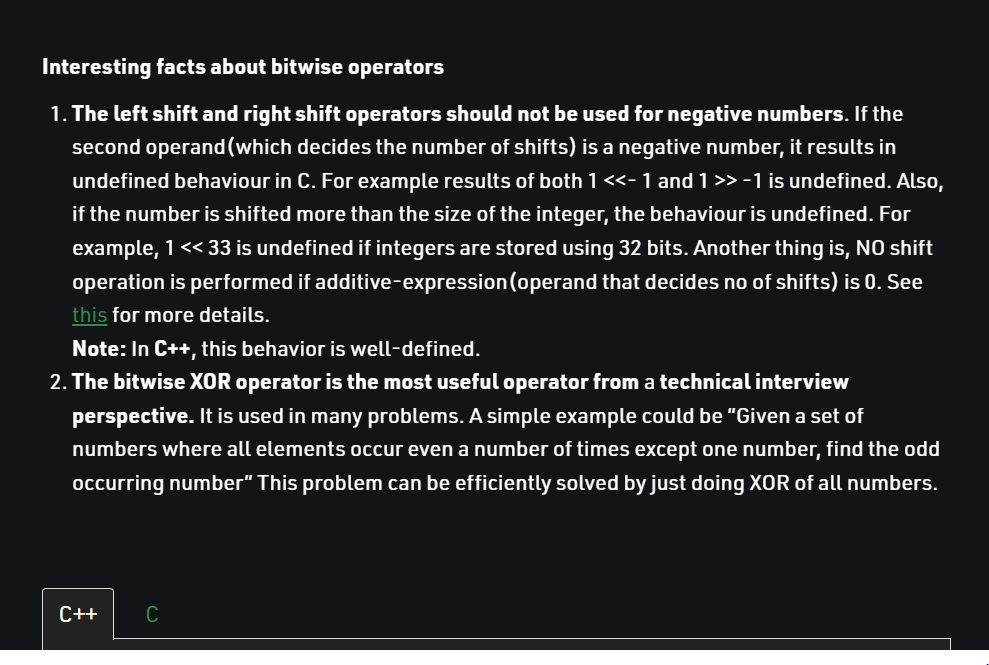 Interesting facts about bitwise operators
1. The left shift and right shift operators should not be used for negative numbers. If the
second operand(which decides the number of shifts) is a negative number, it results in
undefined behaviour in C. For example results of both 1 <<- 1 and 1 >> -1 is undefined. Also,
if the number is shifted more than the size of the integer, the behaviour is undefined. For
example, 1 << 33 is undefined if integers are stored using 32 bits. Another thing is, NO shift
operation is performed if additive-expression(operand that decides no of shifts) is 0. See
this for more details.
Note: In C++, this behavior is well-defined.
2. The bitwise XOR operator is the most useful operator from a technical interview
perspective. It is used in many problems. A simple example could be “Given a set of
numbers where all elements occur even a number of times except one number, find the odd
occurring number” This problem can be efficiently solved by just doing XOR of all numbers.
C++ C